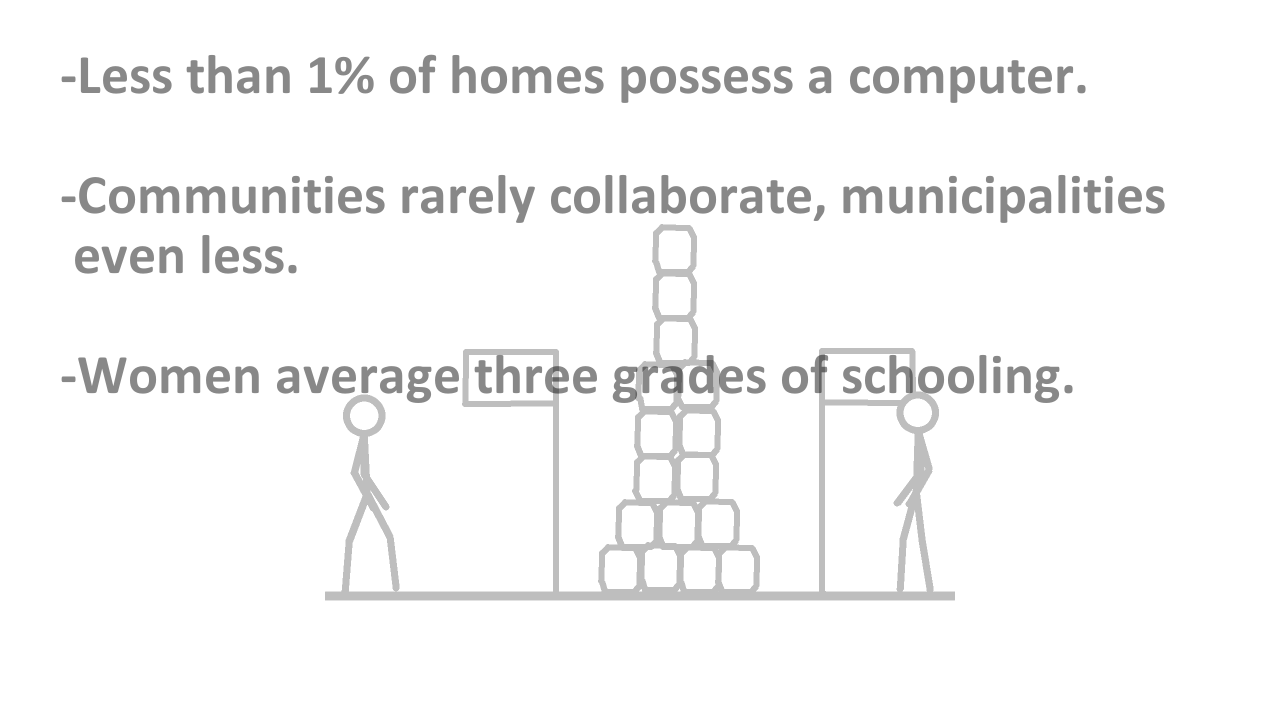 -Less than 1% of homes possess a computer.
-Communities rarely collaborate, municipalities
even less.
-Women average three grades of schooling.